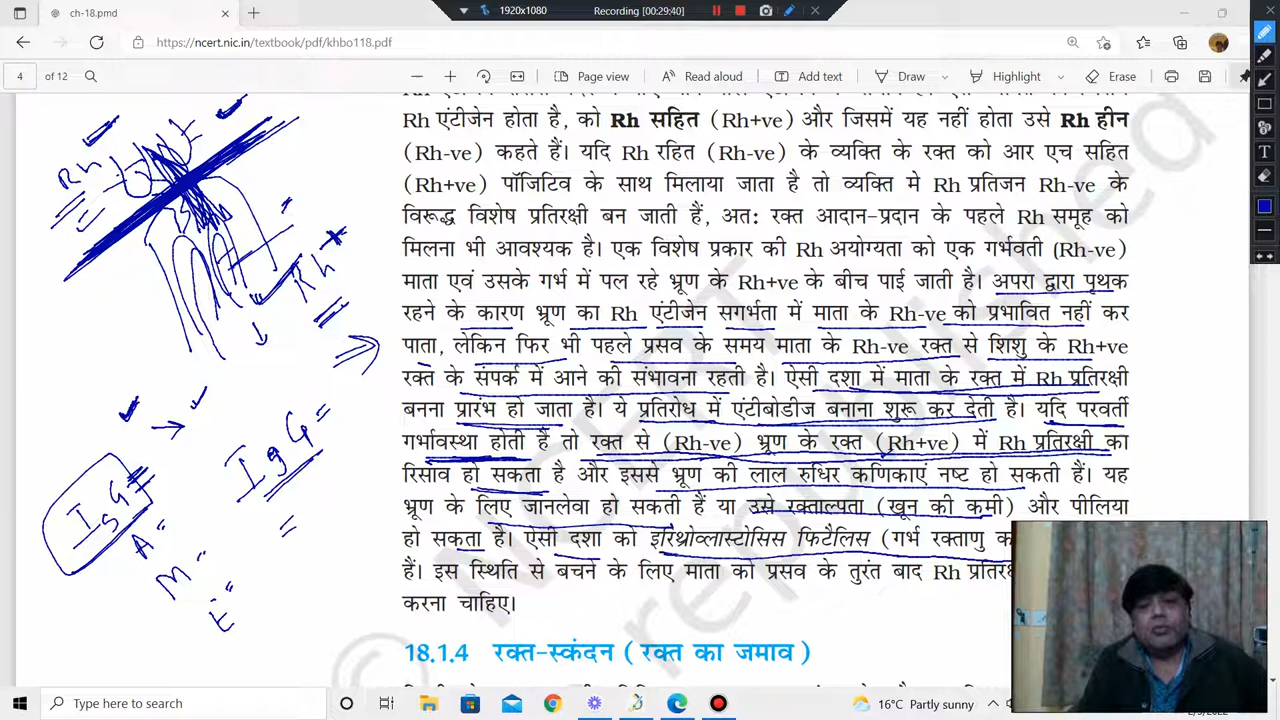 ch-18.pmd
1920x1080
Recording [00:29:40]
https://ncert.nic.in/textbook/pdf/khbo118.pdf
4 of 12
Page view
Read aloud
Add text
Draw
Highlight
Erase
Rh एंटीजेन होता है, को Rh सहित (Rh+ve) और जिसमें यह नहीं होता उसे Rh हीन
(Rh-ve) कहते है। यदि Rh रहित (Rh-ve) के व्यक्ति के रक्त को आर एच सहित
(Rh+ve) पॉजिटिव के साथ मिलाया जाता है तो व्यक्ति मे Rh प्रतिजन Rh-ve के
विरूद्ध विशेष प्रतिरक्षी बन जाती हैं, अत: रक्त आदान-प्रदान के पहले Rh समूह को
मिलना भी आवश्यक है। एक विशेष प्रकार की Rh अयोग्यता को एक गर्भवती (Rh-ve)
माता एवं उसके गर्भ में पल रहे भ्रूण के Rh+ve के बीच पाई जाती है। अपरा द्वारा पृथक
रहने के कारण भ्रूण का Rh एंटीजेन सगर्भता में माता के Rh-ve को प्रभावित नहीं कर
पाता, लेकिन फिर भी पहले प्रसव के समय माता के Rh-ve रक्त से शिशु के Rh+ve
रक्त के संपर्क में आने की संभावना रहती है। ऐसी दशा में माता के रक्त में Rh प्रतिरक्षी
बनना प्रारंभ हो जाता है। ये प्रतिरोध में एंटीबोडीज बनाना शुरू कर देती है। यदि परवर्ती
गर्भावस्था होती है तो रक्त से (Rh-ve) भ्रूण के रक्त (Rh+ve) में Rh प्रतिरक्षी का
रिसाव हो सकता है और इससे भ्रूण की लाल रुधिर कणिकाएं नष्ट हो सकती हैं। यह
भ्रूण के लिए जानलेवा हो सकती हैं या उसे रक्ताल्पता (खून की कमी) और पीलिया
हो सकता है। ऐसी दशा को इरिथ्रोव्लास्टोसिस फिटैलिस (गर्भ रक्ताणु
हैं। इस स्थिति से बचने के लिए माता को प्रसव के तुरंत बाद Rh
करना चाहिए।
18.1.4 रक्त-स्कंदन (रक्त का जमाव)
Rh
Rh
IgG
IgG
A
M
E
Type here to search
16°C Partly sunny